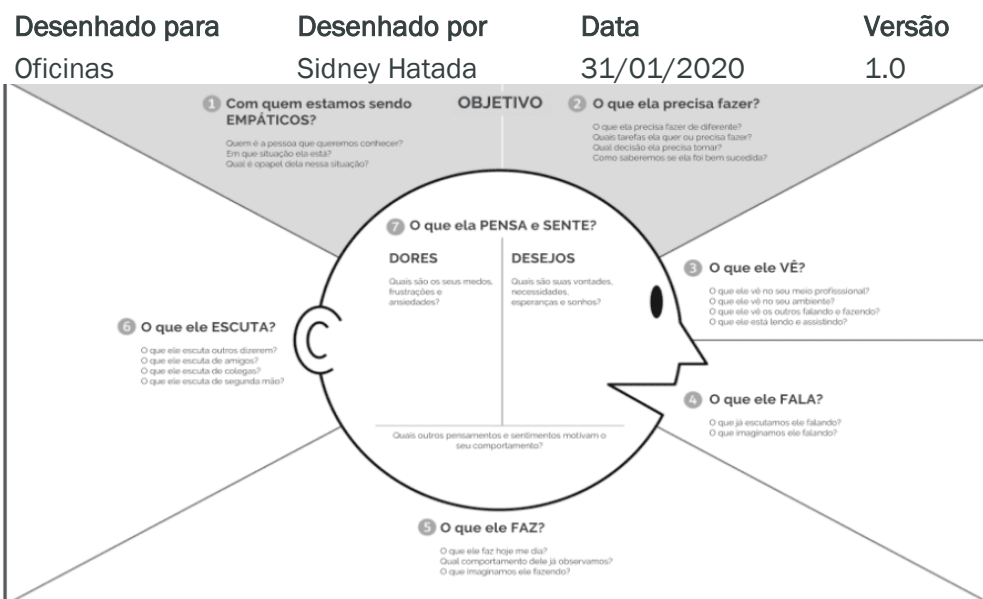 Desenhado para
Desenhado por
Data
Versão
Oficinas
Sidney Hatada
31/01/2020
1.0
1 Com quem estamos sendo
EMPÁTICOS?
Quem é a pessoa que queremos conhecer?
Em que situação ela está?
Qual é opapel dela nessa situação?
OBJETIVO
2 O que ela precisa fazer?
O que ela precisa fazer de diferente?
Quais tarefas ela quer ou precisa fazer?
Qual decisão ela precisa tomar?
Como saberemos se ela foi bem sucedida?
7 O que ela PENSA e SENTE?
DORES
Quais são os seus medos,
frustrações e
ansiedades?
DESEJOS
Quais são suas vontades,
necessidades,
esperanças e sonhos?
Quais outros pensamentos e sentimentos motivam o
seu comportamento?
3 O que ele VÊ?
O que ele vê no seu meio profisssional?
O que ele vê no seu ambiente?
O que ele vê os outros falando e fazendo?
O que ele está lendo e assistindo?
4 O que ele FALA?
O que já escutamos ele falando?
O que imaginamos ele falando?
5 O que ele FAZ?
O que ele faz hoje me dia?
Qual comportamento dele já observamos?
O que imaginamos ele fazendo?
6 O que ele ESCUTA?
O que ele escuta outros dizerem?
O que ele escuta de amigos?
O que ele escuta de colegas?
O que ele escuta de segunda mão?